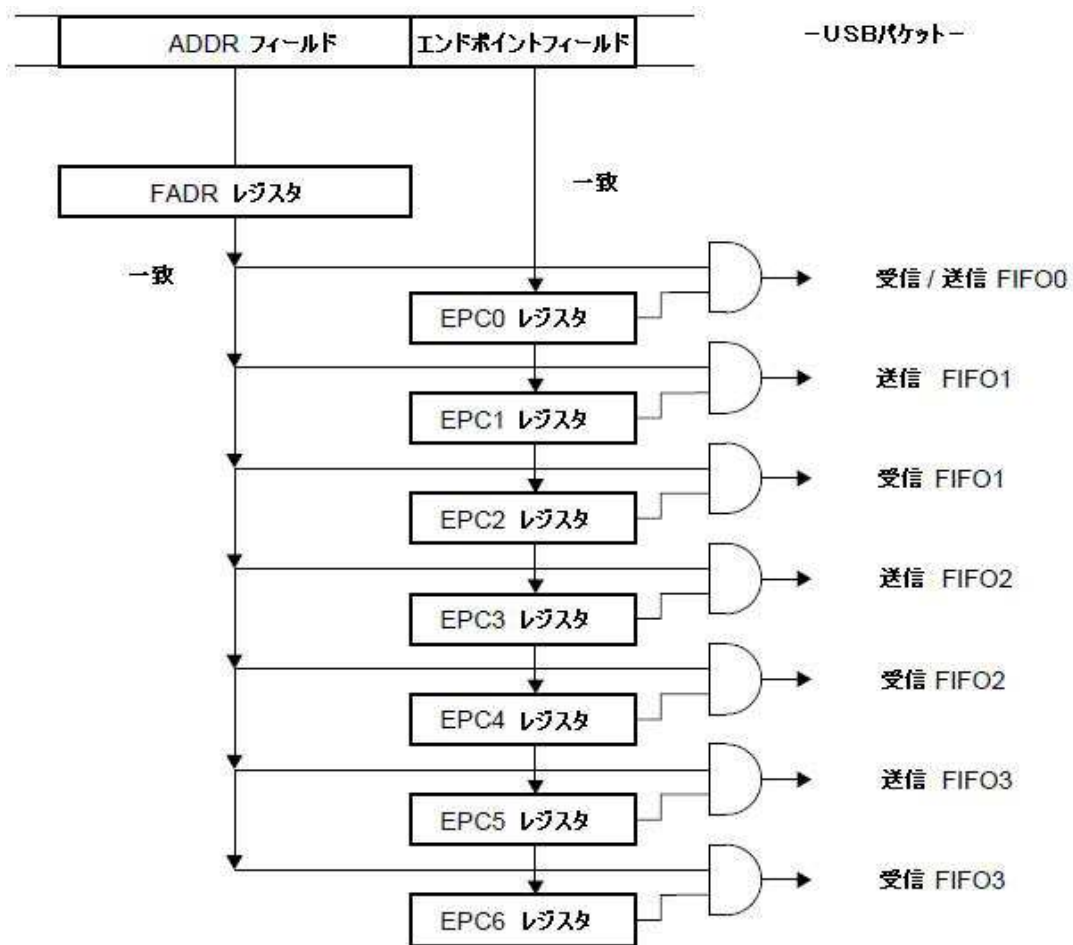 ADDR フィールド
エンドポイントフィールド
-USBパケット-
FADR レジスタ
一致
一致
受信 / 送信 FIFO0
EPC0 レジスタ
送信 FIFO1
EPC1 レジスタ
受信 FIFO1
EPC2 レジスタ
送信 FIFO2
EPC3 レジスタ
受信 FIFO2
EPC4 レジスタ
送信 FIFO3
EPC5 レジスタ
受信 FIFO3
EPC6 レジスタ